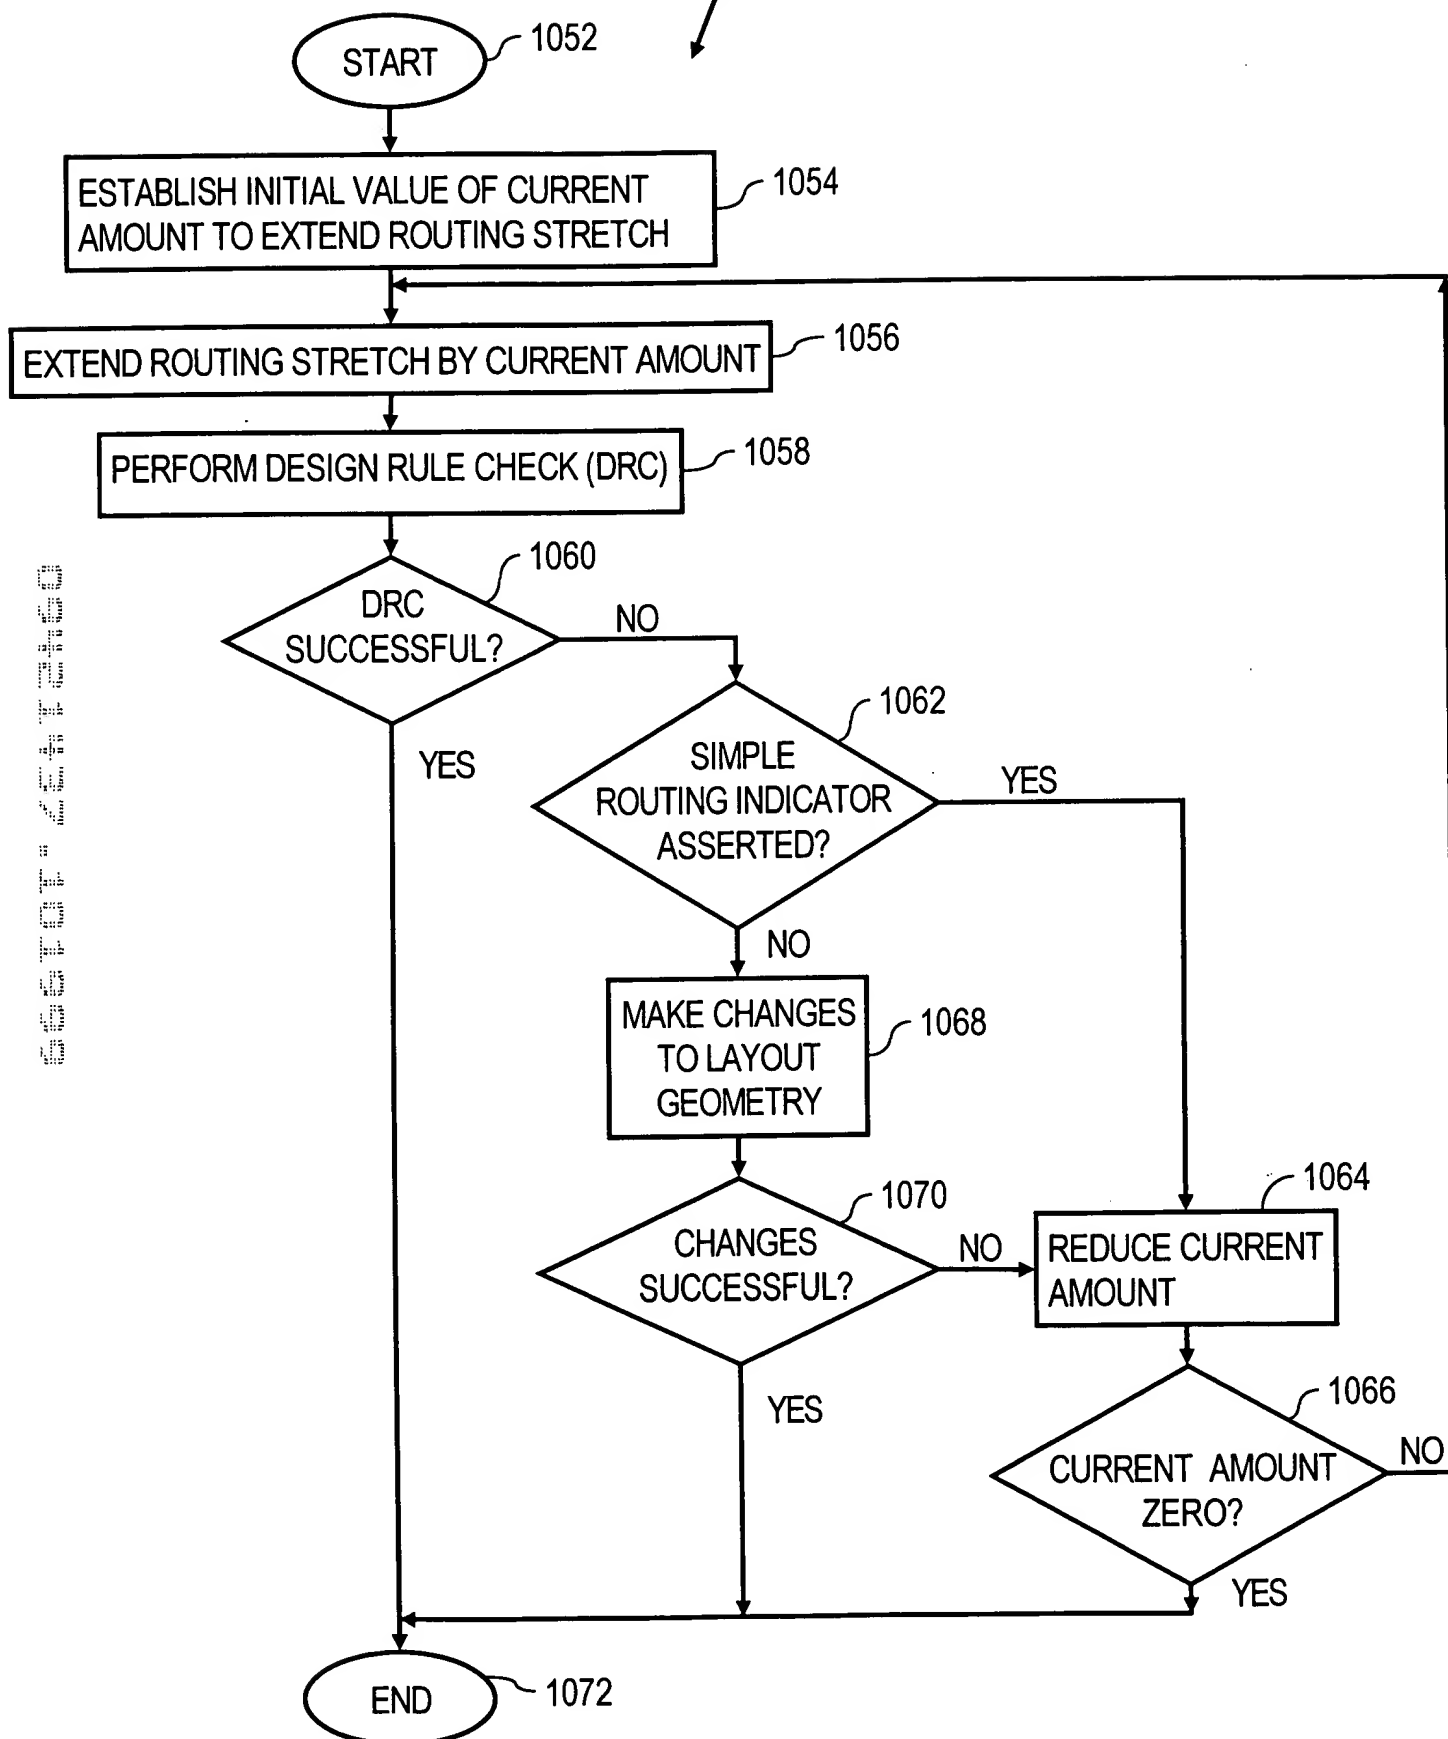 START
1052
ESTABLISH INITIAL VALUE OF CURRENT
AMOUNT TO EXTEND ROUTING STRETCH
1054
EXTEND ROUTING STRETCH BY CURRENT AMOUNT
1056
PERFORM DESIGN RULE CHECK (DRC)
1058
DRC
SUCCESSFUL?
1060
NO
YES
SIMPLE
ROUTING INDICATOR
ASSERTED?
1062
YES
NO
MAKE CHANGES
TO LAYOUT
GEOMETRY
1068
CHANGES
SUCCESSFUL?
1070
NO
YES
REDUCE CURRENT
AMOUNT
1064
CURRENT AMOUNT
ZERO?
1066
NO
YES
END
1072
09421437.101999